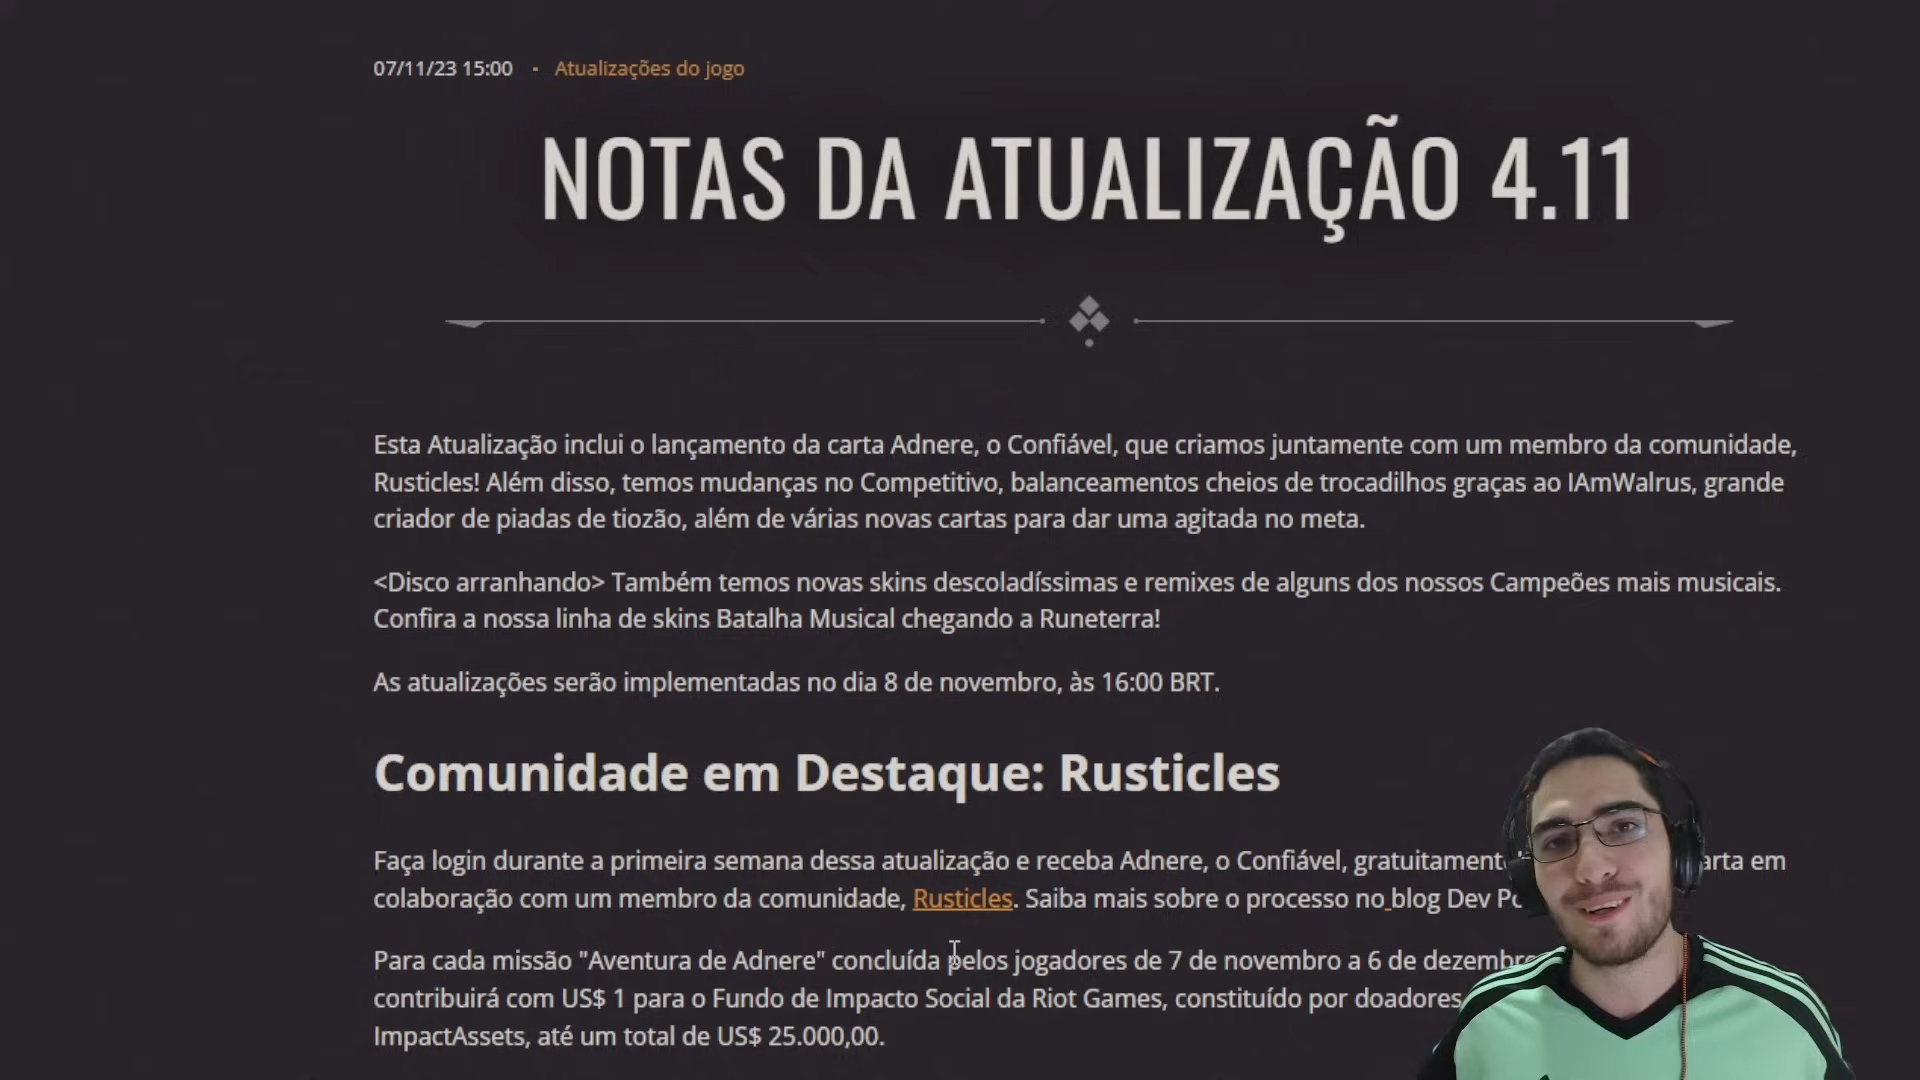 07/11/23 15:00 - Atualizações do jogo
NOTAS DA ATUALIZAÇÃO 4.11
Esta Atualização inclui o lançamento da carta Adnere, o Confiável, que criamos juntamente com um membro da comunidade,
Rusticles! Além disso, temos mudanças no Competitivo, balanceamentos cheios de trocadilhos graças ao IAmWalrus, grande
criador de piadas de tiozão, além de várias novas cartas para dar uma agitada no meta.
<Disco arranhando> Também temos novas skins descoladíssimas e remixes de alguns dos nossos Campeões mais musicais.
Confira a nossa linha de skins Batalha Musical chegando a Runeterra!
As atualizações serão implementadas no dia 8 de novembro, às 16:00 BRT.
Comunidade em Destaque: Rusticles
Faça login durante a primeira semana dessa atualização e receba Adnere, o Confiável, em
colaboração com um membro da comunidade, Rusticles. Saiba mais sobre o processo no blog Dev
Para cada missão "Aventura de Adnere" concluída pelos jogadores de 7 de novembro a 6 de
contribuirá com US$ 1 para o Fundo de Impacto Social da Riot Games, constituído por doadores
ImpactAssets, até um total de US$ 25.000,00.